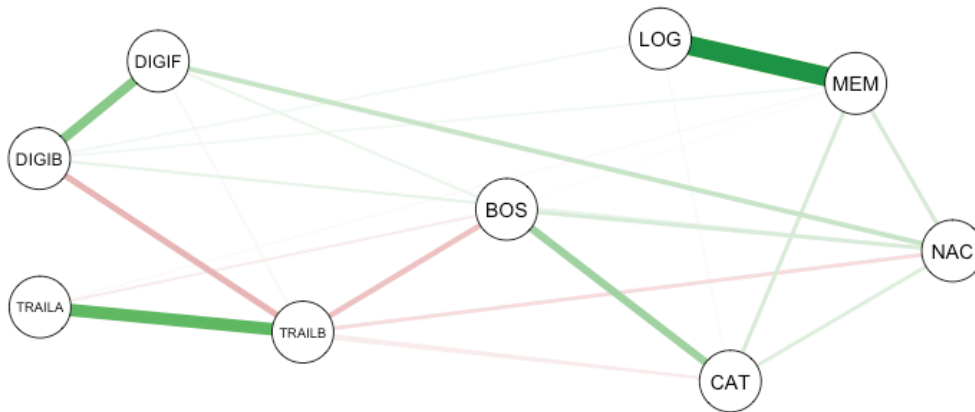 LOG
DIGIF
MEM
DIGIB
BOS
NAC
TRAILA
TRAILB
CAT